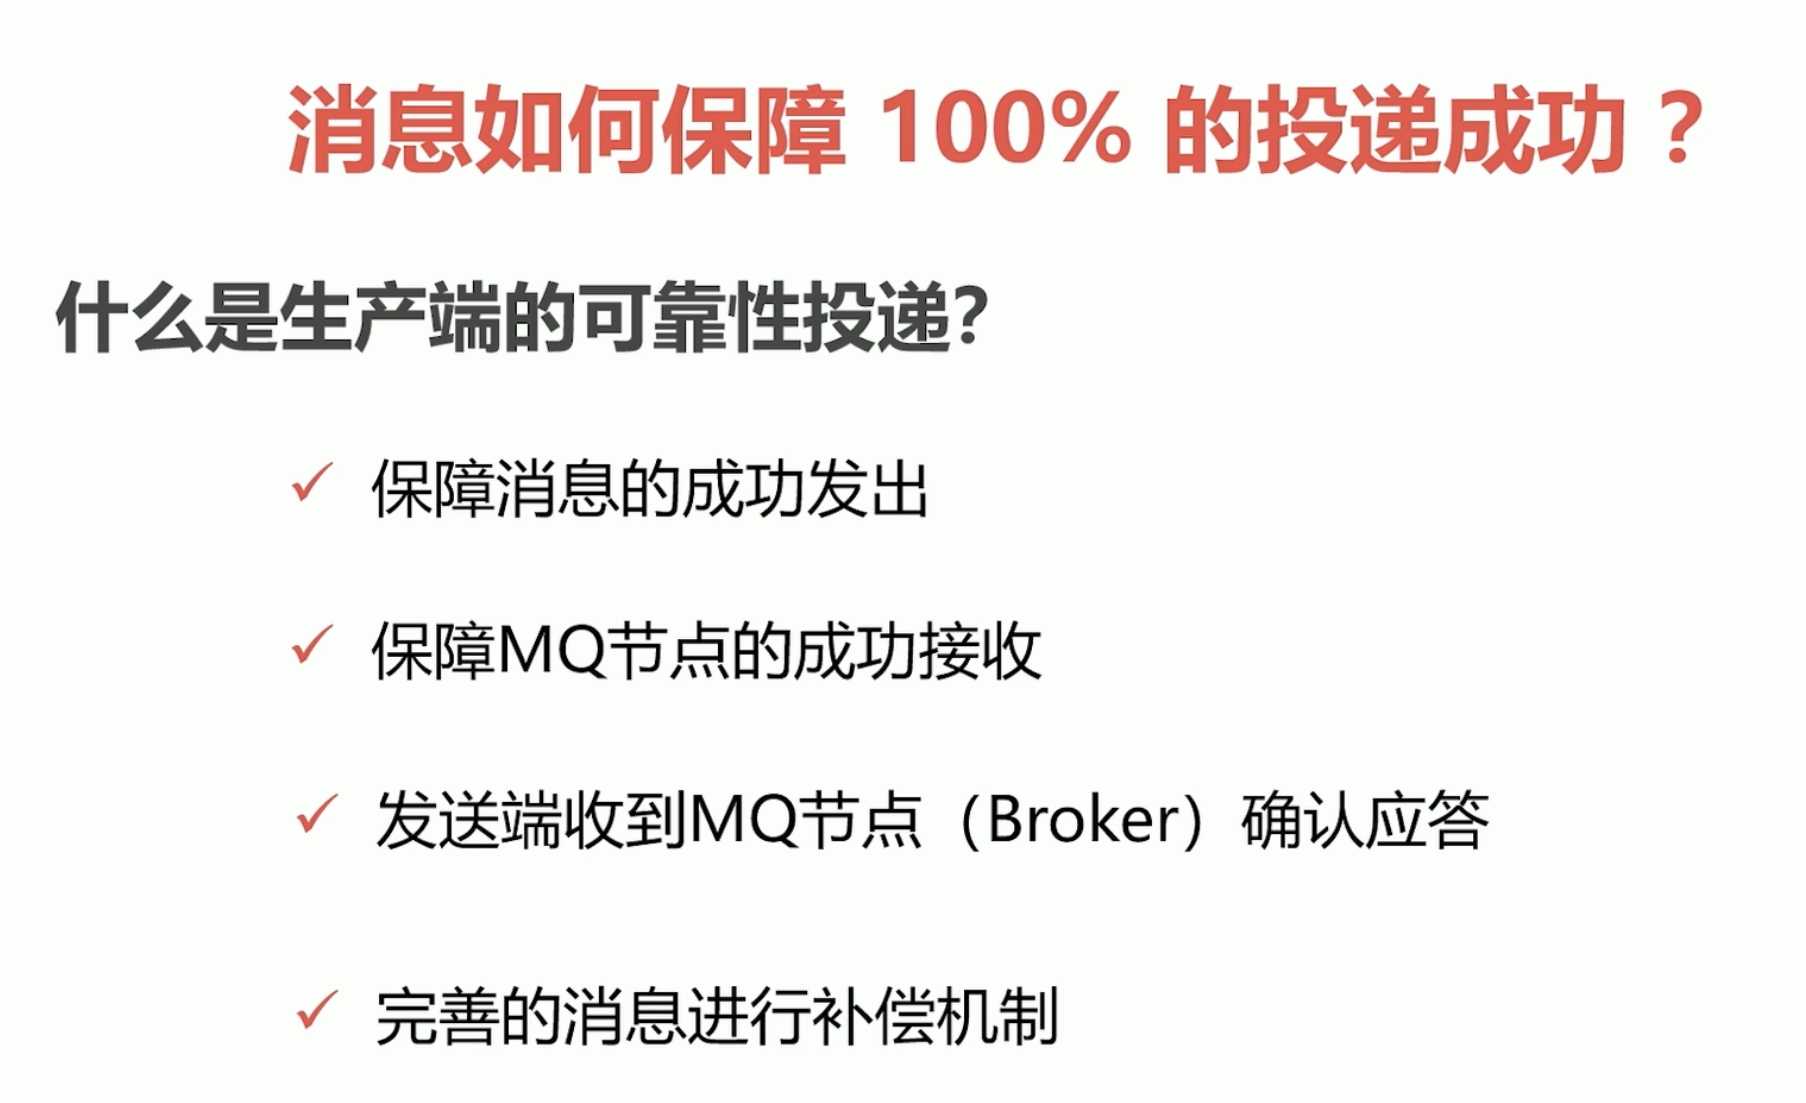 消息如何保障 100% 的投递成功？
什么是生产端的可靠性投递?
保障消息的成功发出
保障MQ节点的成功接收
发送端收到MQ节点（Broker）确认应答
完善的消息进行补偿机制